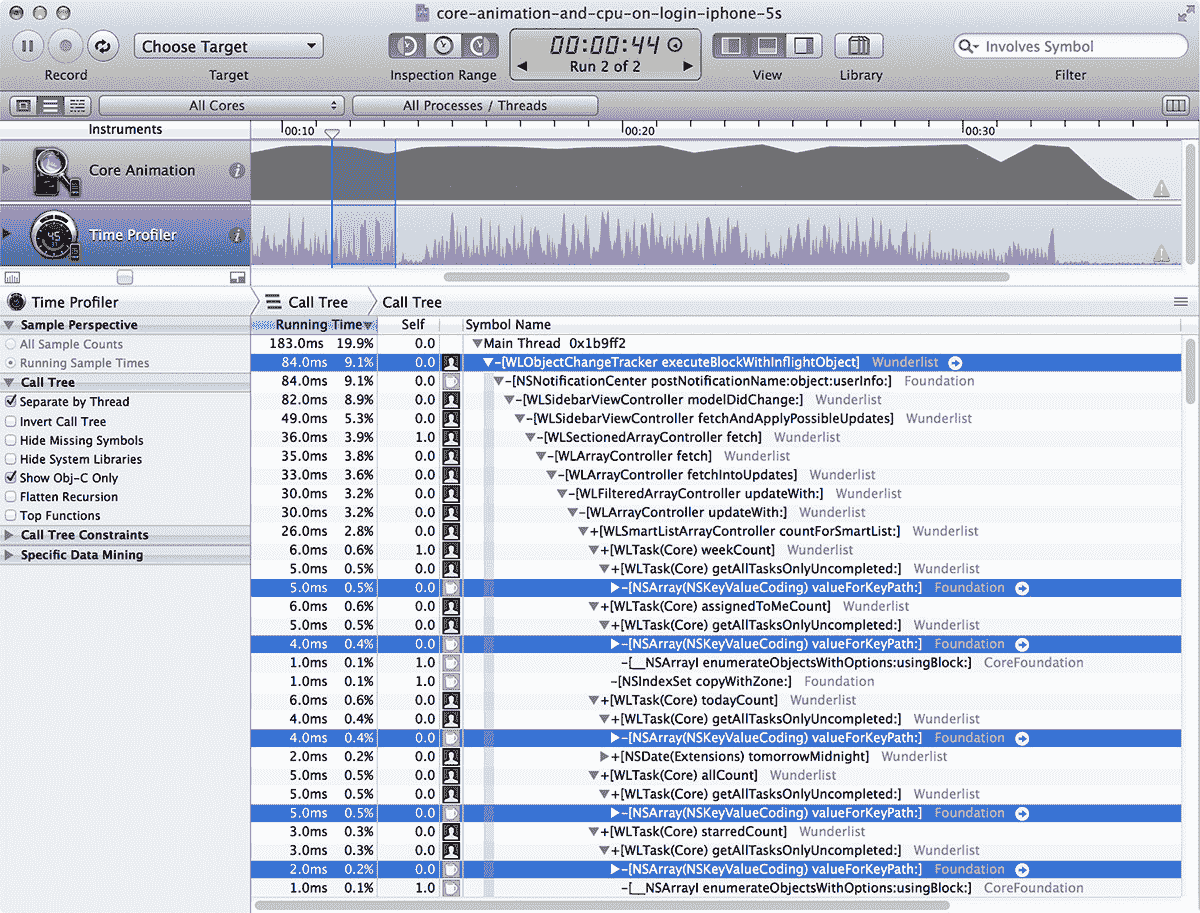 core-animation-and-cpu-on-login-iphone-5s
Choose Target
00:00:44
Run 2 of 2
Involves Symbol
Record
Target
Inspection Range
View
Library
Filter
All Cores
All Processes / Threads
Instruments
00:10
00:20
00:30
Core Animation
Time Profiler
Time Profiler
Call Tree
Call Tree
Sample Perspective
All Sample Counts
Running Sample Times
Call Tree
Separate by Thread
Invert Call Tree
Hide Missing Symbols
Hide System Libraries
Show Obj-C Only
Flatten Recursion
Top Functions
Call Tree Constraints
Specific Data Mining
Running Time Self Symbol Name
183.0ms 19.9% 0.0 Main Thread 0x1b9ff2
84.0ms 9.1% 0.0 -[WLObjectChangeTracker executeBlockWithInflightObject] Wunderlist
84.0ms 9.1% 0.0 -[NSNotificationCenter postNotificationName:object:userInfo:] Foundation
82.0ms 8.9% 0.0 -[WLSidebarViewController modelDidChange:] Wunderlist
49.0ms 5.3% 0.0 -[WLSidebarViewController fetchAndApplyPossibleUpdates] Wunderlist
36.0ms 3.9% 1.0 -[WLSectionedArrayController fetch] Wunderlist
35.0ms 3.8% 0.0 -[WLArrayController fetch] Wunderlist
33.0ms 3.6% 0.0 -[WLArrayController fetchIntoUpdates] Wunderlist
30.0ms 3.2% 0.0 -[WLFilteredArrayController updateWith:] Wunderlist
30.0ms 3.2% 0.0 -[WLArrayController updateWith:] Wunderlist
26.0ms 2.8% 0.0 +[WLSmartListArrayController countForSmartList:] Wunderlist
6.0ms 0.6% 1.0 +[WLTask(Core) weekCount] Wunderlist
5.0ms 0.5% 0.0 +[WLTask(Core) getAllTasksOnlyUncompleted:] Wunderlist
5.0ms 0.5% 0.0 -[NSArray(NSKeyValueCoding) valueForKeyPath:] Foundation
6.0ms 0.6% 0.0 +[WLTask(Core) assignedToMeCount] Wunderlist
5.0ms 0.5% 0.0 +[WLTask(Core) getAllTasksOnlyUncompleted:] Wunderlist
4.0ms 0.4% 0.0 -[NSArray(NSKeyValueCoding) valueForKeyPath:] Foundation
1.0ms 0.1% 1.0 -[__NSArrayI enumerateObjectsWithOptions:usingBlock:] CoreFoundation
1.0ms 0.1% 1.0 -[NSIndexSet copyWithZone:] Foundation
6.0ms 0.6% 0.0 +[WLTask(Core) todayCount] Wunderlist
4.0ms 0.4% 0.0 +[WLTask(Core) getAllTasksOnlyUncompleted:] Wunderlist
4.0ms 0.4% 0.0 -[NSArray(NSKeyValueCoding) valueForKeyPath:] Foundation
2.0ms 0.2% 0.0 +[NSDate(Extensions) tomorrowMidnight] Wunderlist
5.0ms 0.5% 0.0 +[WLTask(Core) allCount] Wunderlist
5.0ms 0.5% 0.0 +[WLTask(Core) getAllTasksOnlyUncompleted:] Wunderlist
5.0ms 0.5% 0.0 -[NSArray(NSKeyValueCoding) valueForKeyPath:] Foundation
3.0ms 0.3% 0.0 +[WLTask(Core) starredCount] Wunderlist
3.0ms 0.3% 0.0 +[WLTask(Core) getAllTasksOnlyUncompleted:] Wunderlist
2.0ms 0.2% 0.0 -[NSArray(NSKeyValueCoding) valueForKeyPath:] Foundation
1.0ms 0.1% 1.0 -[__NSArrayI enumerateObjectsWithOptions:usingBlock:] CoreFoundation